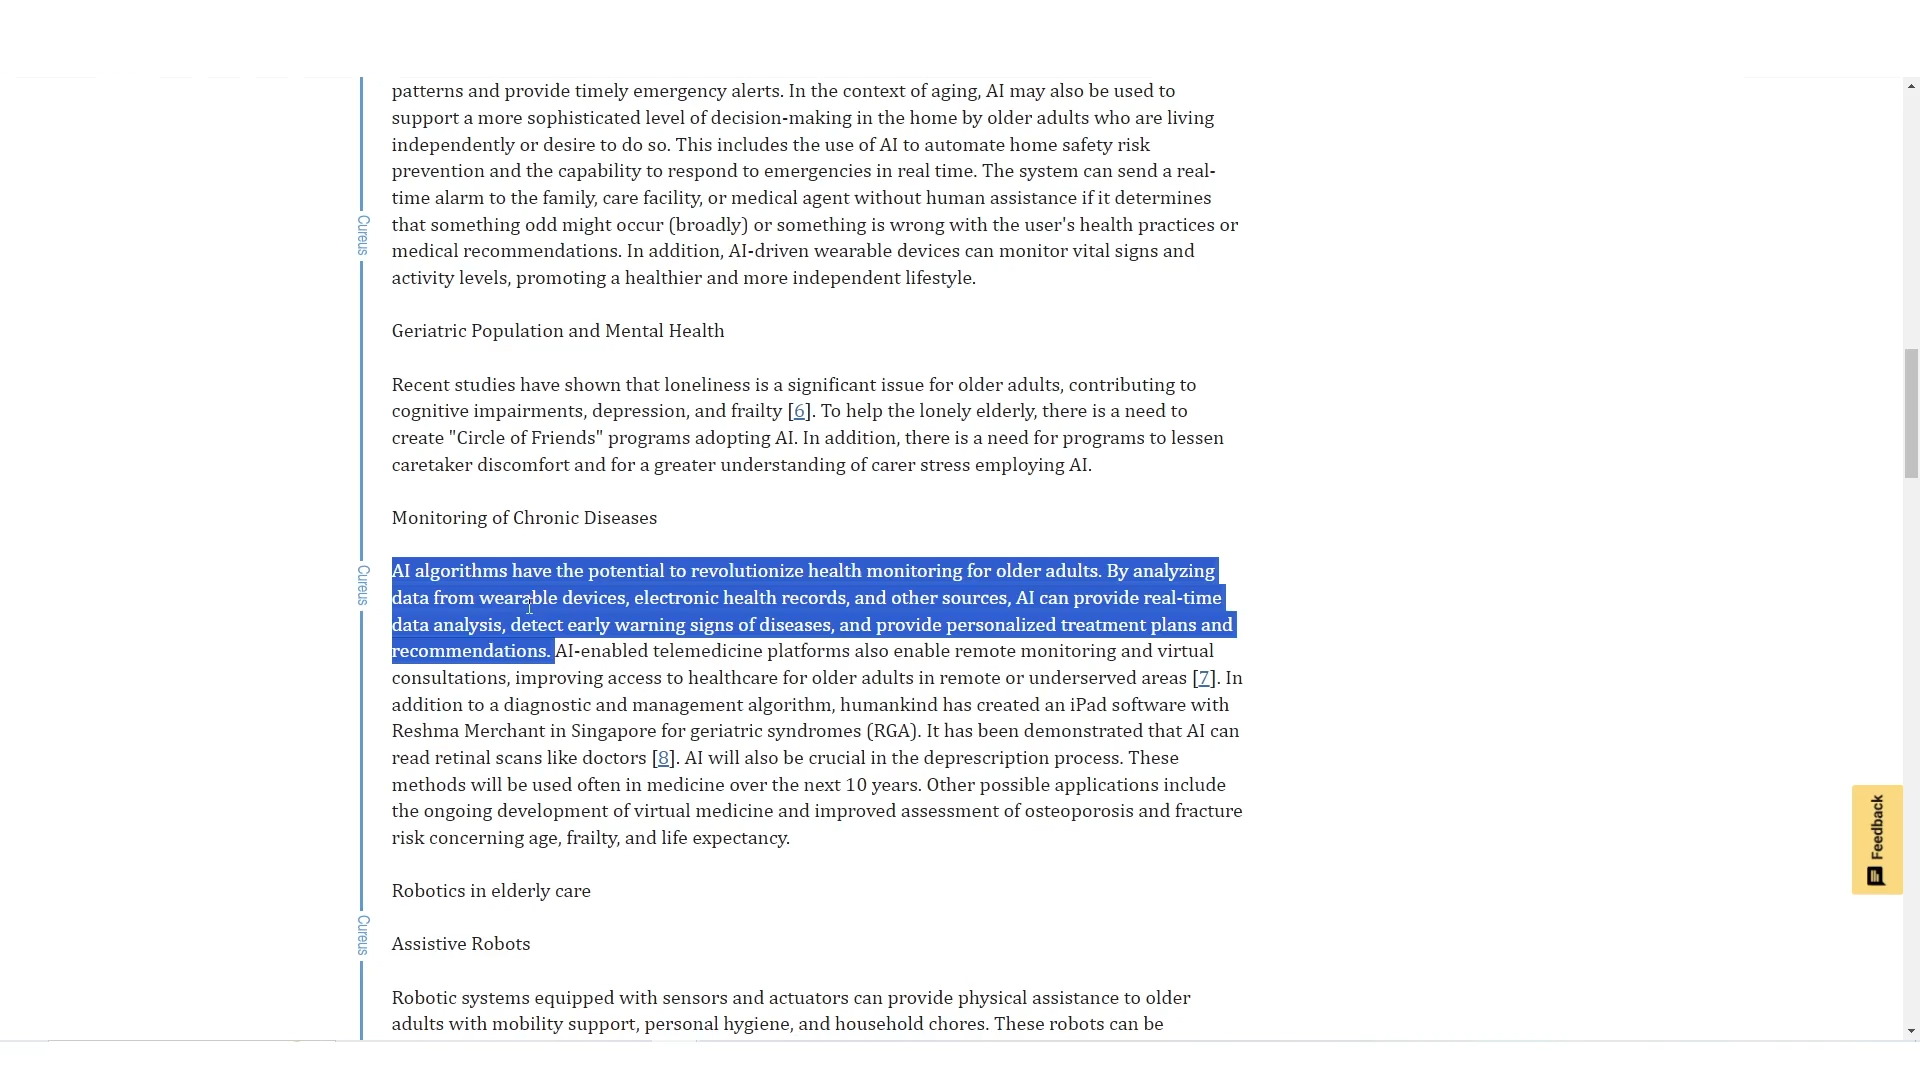 patterns and provide timely emergency alerts. In the context of aging, AI may also be used to
support a more sophisticated level of decision-making in the home by older adults who are living
independently or desire to do so. This includes the use of AI to automate home safety risk
prevention and the capability to respond to emergencies in real time. The system can send a real-
time alarm to the family, care facility, or medical agent without human assistance if it determines
that something odd might occur (broadly) or something is wrong with the user's health practices or
medical recommendations. In addition, AI-driven wearable devices can monitor vital signs and
activity levels, promoting a healthier and more independent lifestyle.
Geriatric Population and Mental Health
Recent studies have shown that loneliness is a significant issue for older adults, contributing to
cognitive impairments, depression, and frailty [6]. To help the lonely elderly, there is a need to
create "Circle of Friends" programs adopting AI. In addition, there is a need for programs to lessen
caretaker discomfort and for a greater understanding of carer stress employing AI.
Monitoring of Chronic Diseases
AI algorithms have the potential to revolutionize health monitoring for older adults. By analyzing
data from wearable devices, electronic health records, and other sources, AI can provide real-time
data analysis, detect early warning signs of diseases, and provide personalized treatment plans and
recommendations. AI-enabled telemedicine platforms also enable remote monitoring and virtual
consultations, improving access to healthcare for older adults in remote or underserved areas [7]. In
addition to a diagnostic and management algorithm, humankind has created an iPad software with
Reshma Merchant in Singapore for geriatric syndromes (RGA). It has been demonstrated that AI can
read retinal scans like doctors [8]. AI will also be crucial in the deprescription process. These
methods will be used often in medicine over the next 10 years. Other possible applications include
the ongoing development of virtual medicine and improved assessment of osteoporosis and fracture
risk concerning age, frailty, and life expectancy.
Robotics in elderly care
Assistive Robots
Robotic systems equipped with sensors and actuators can provide physical assistance to older
adults with mobility support, personal hygiene, and household chores. These robots can be
Cureus
Cureus
Cureus
Feedback